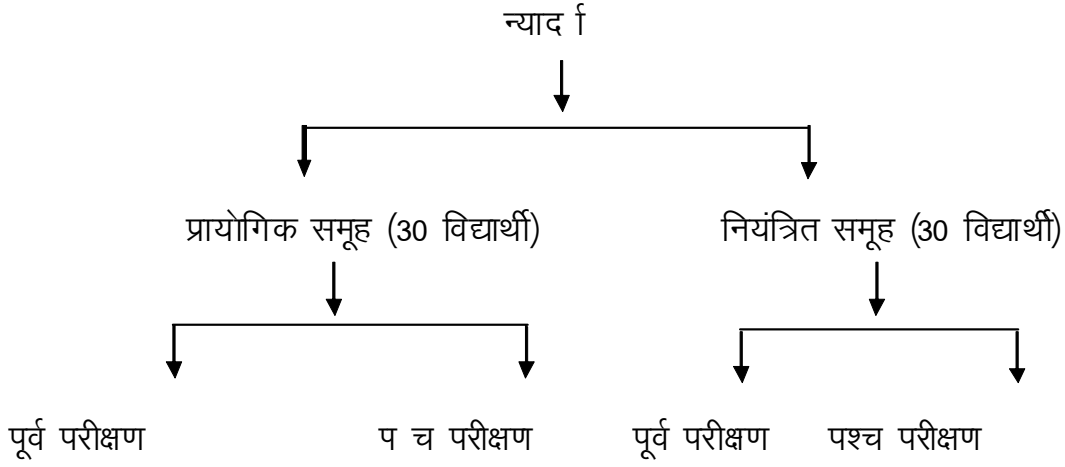 न्याद र्ा
प्रायोगिक समूह (30 विद्यार्थी) नियंत्रित समूह (30 विद्यार्थी)
पूर्व परीक्षण प च परीक्षण पूर्व परीक्षण पश्च परीक्षण